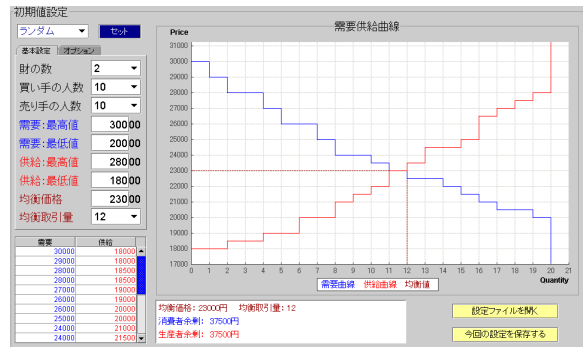 初期値設定
ランダム セット
基本設定 オプション
財の数 2
買い手の人数 10
売り手の人数 10
需要:最高値 30000
需要:最低値 20000
供給:最高値 28000
供給:最低値 18000
均衡価格 23000
均衡取引量 12
需要 供給
30000 18000
29000 18000
28000 18500
28000 18500
27000 19000
26000 19000
26000 20000
25000 20000
24000 21000
24000 21500
需要供給曲線
Price
31000
30000
29000
28000
27000
26000
25000
24000
23000
22000
21000
20000
19000
18000
17000
0 1 2 3 4 5 6 7 8 9 10 11 12 13 14 15 16 17 18 19 20 21
Quantity
需要曲線 供給曲線 均衡値
均衡価格: 23000円 均衡取引量: 12
消費者余剰: 37500円
生産者余剰: 37500円
設定ファイルを開く
今回の設定を保存する